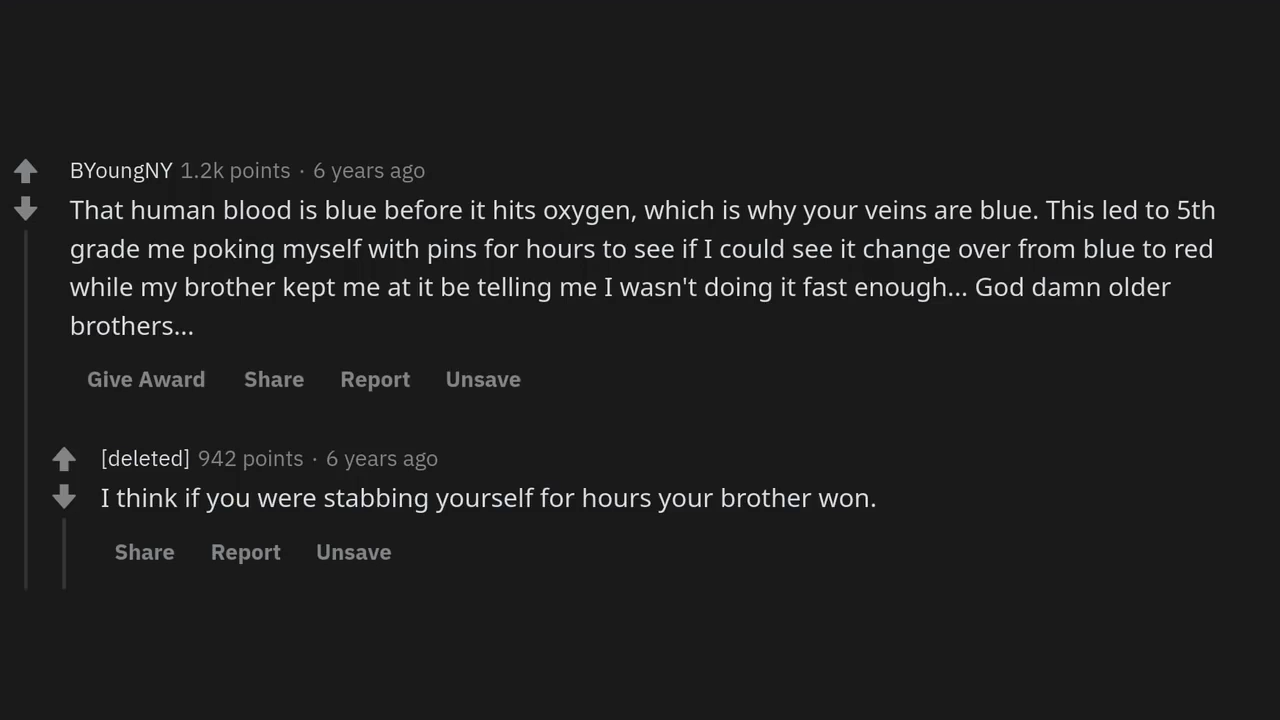 BYoungNY 1.2k points · 6 years ago
That human blood is blue before it hits oxygen, which is why your veins are blue. This led to 5th
grade me poking myself with pins for hours to see if I could see it change over from blue to red
while my brother kept me at it be telling me I wasn't doing it fast enough... God damn older
brothers...
Give Award Share Report Unsave
[deleted] 942 points · 6 years ago
I think if you were stabbing yourself for hours your brother won.
Share Report Unsave